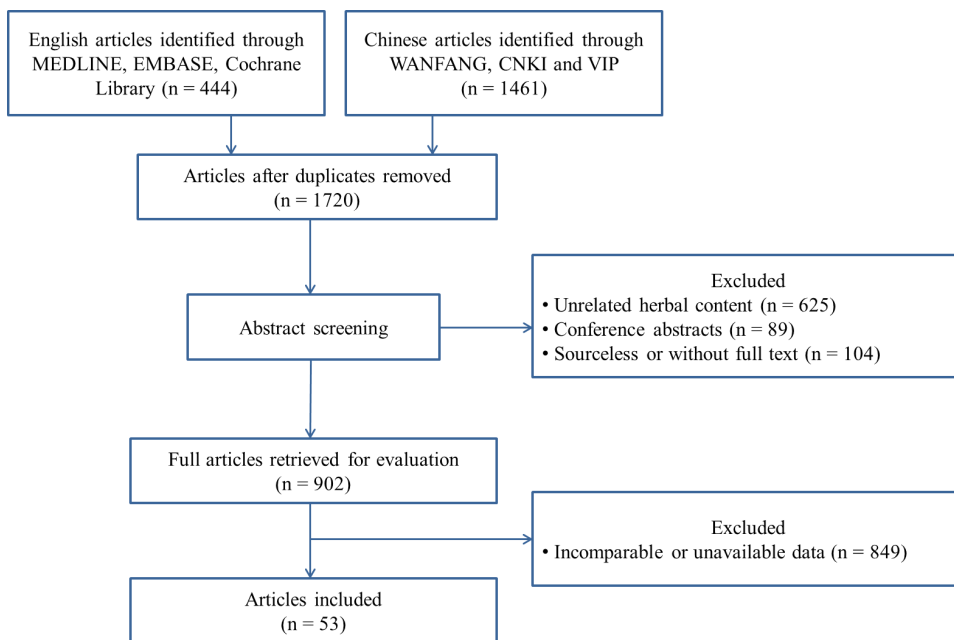 English articles identified through
MEDLINE, EMBASE, Cochrane
Library (n = 444)
Chinese articles identified through
WANFANG, CNKI and VIP
(n = 1461)
Articles after duplicates removed
(n = 1720)
Abstract screening
Excluded
• Unrelated herbal content (n = 625)
• Conference abstracts (n = 89)
• Sourceless or without full text (n = 104)
Full articles retrieved for evaluation
(n = 902)
Excluded
• Incomparable or unavailable data (n = 849)
Articles included
(n = 53)